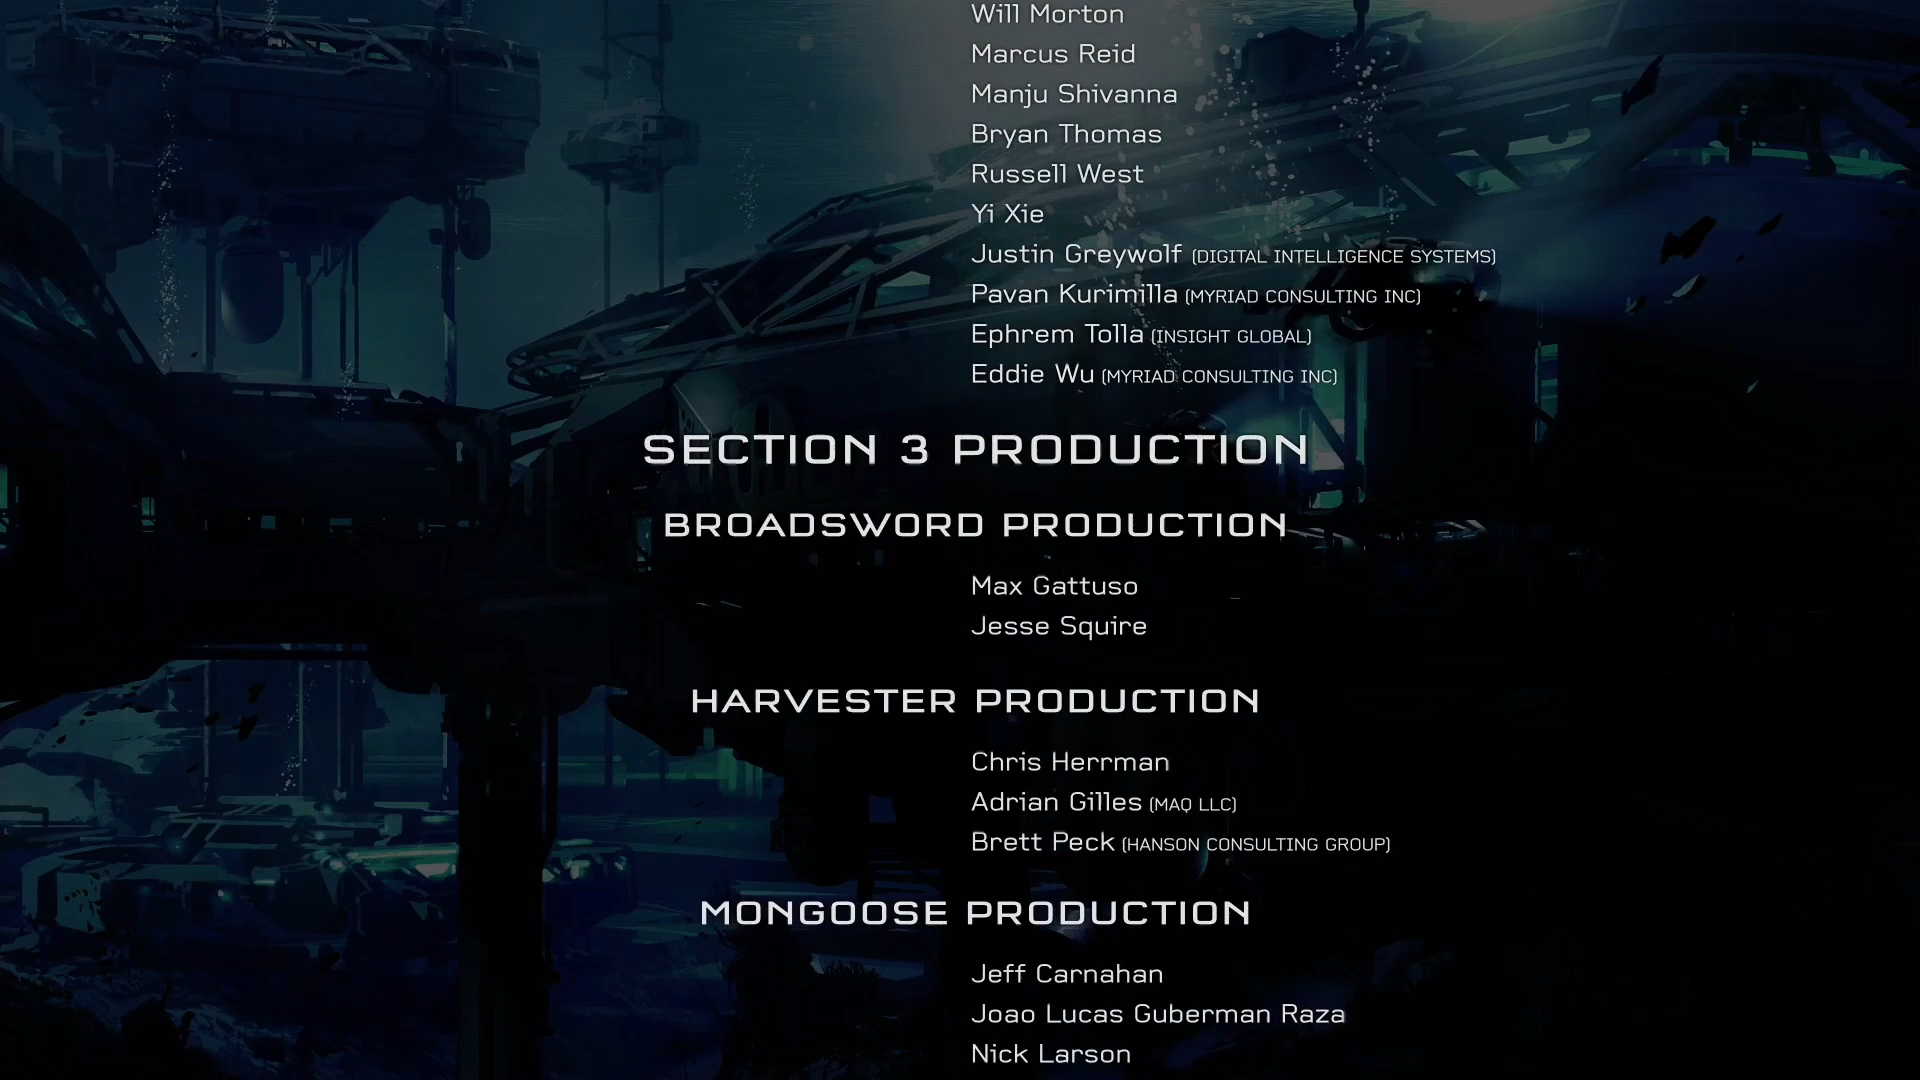 Will Morton
Marcus Reid
Manju Shivanna
Bryan Thomas
Russell West
Yi Xie
Justin Greywolf (DIGITAL INTELLIGENCE SYSTEMS)
Pavan Kurimilla (MYRIAD CONSULTING INC)
Ephrem Tolla (INSIGHT GLOBAL)
Eddie Wu (MYRIAD CONSULTING INC)
SECTION 3 PRODUCTION
BROADSWORD PRODUCTION
Max Gattuso
Jesse Squire
HARVESTER PRODUCTION
Chris Herrman
Adrian Gilles (MAQ LLC)
Brett Peck (HANSON CONSULTING GROUP)
MONGOOSE PRODUCTION
Jeff Carnahan
Joao Lucas Guberman Raza
Nick Larson